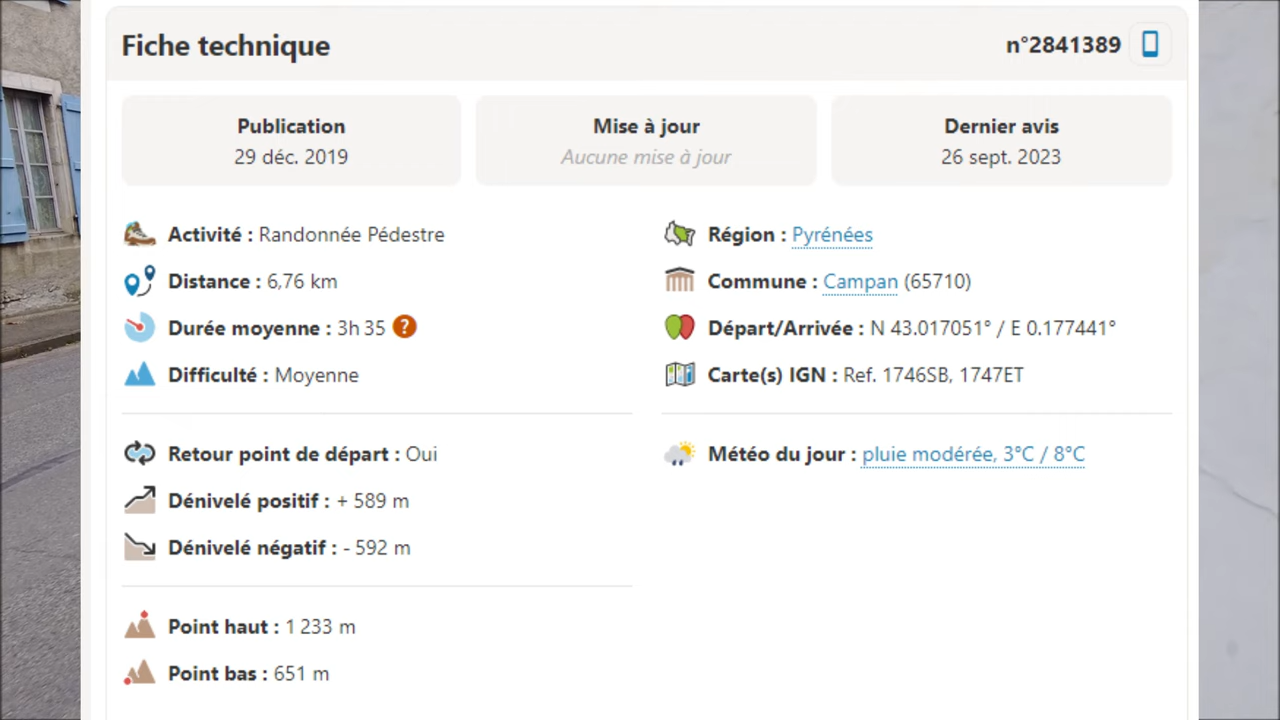 Fiche technique
n°2841389
Publication
29 déc. 2019
Mise à jour
Aucune mise à jour
Dernier avis
26 sept. 2023
Activité : Randonnée Pédestre
Distance : 6,76 km
Durée moyenne : 3h 35 ?
Difficulté : Moyenne
Région : Pyrénées
Commune : Campan (65710)
Départ/Arrivée : N 43.017051° / E 0.177441°
Carte(s) IGN : Ref. 1746SB, 1747ET
Retour point de départ : Oui
Dénivelé positif : + 589 m
Dénivelé négatif : - 592 m
Météo du jour : pluie modérée, 3°C / 8°C
Point haut : 1 233 m
Point bas : 651 m